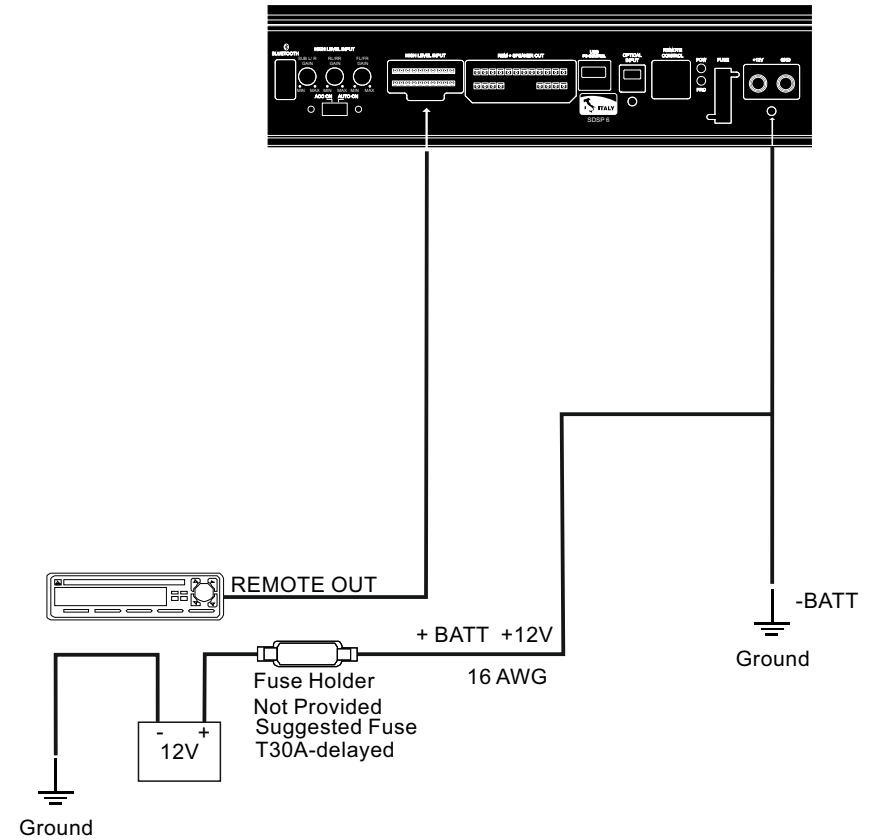 BLUETOOTH
HIGH LEVEL INPUT
SUB L/ R
GAIN
RL/RR
GAIN
FL/FR
GAIN
MIN MAX MIN MAX MIN MAX
ACC ON AUTO ON
HIGH LEVEL INPUT
REM + SPEAKER OUT
USB
PC-CONTROL
OPTICAL
INPUT
REMOTE
CONTROL
POW
PRO
FUSE
+12V
GND
ITALY
SDSP 6
REMOTE OUT
+ BATT +12V
16 AWG
-BATT
Ground
Fuse Holder
Not Provided
Suggested Fuse
T30A-delayed
- +
12V
Ground